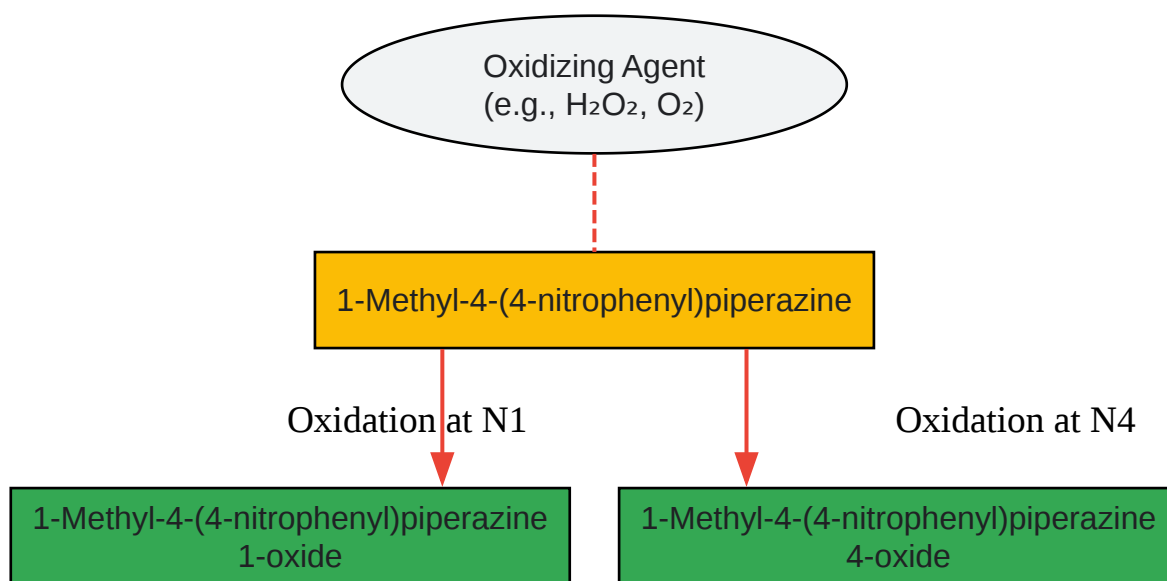 Oxidizing Agent
(e.g., H₂O₂, O₂)
1-Methyl-4-(4-nitrophenyl)piperazine
Oxidation at N1
Oxidation at N4
1-Methyl-4-(4-nitrophenyl)piperazine
1-oxide
1-Methyl-4-(4-nitrophenyl)piperazine
4-oxide